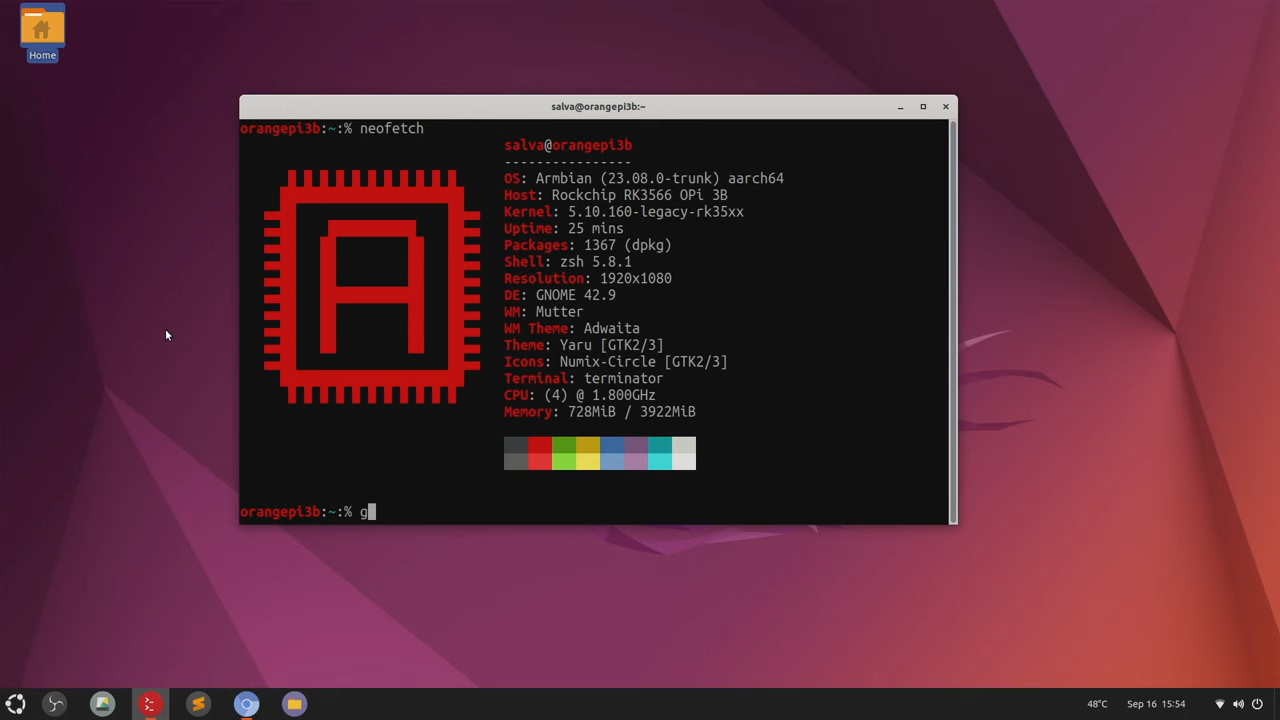 Home
salva@orangepi3b:~
orangepi3b:~:% neofetch
salva@orangepi3b
----------------
OS: Armbian (23.08.0-trunk) aarch64
Host: Rockchip RK3566 OPi 3B
Kernel: 5.10.160-legacy-rk35xx
Uptime: 25 mins
Packages: 1367 (dpkg)
Shell: zsh 5.8.1
Resolution: 1920x1080
DE: GNOME 42.9
WM: Mutter
WM Theme: Adwaita
Theme: Yaru [GTK2/3]
Icons: Numix-Circle [GTK2/3]
Terminal: terminator
CPU: (4) @ 1.800GHz
Memory: 728MiB / 3922MiB
orangepi3b:~:% g
48°C Sep 16 15:54